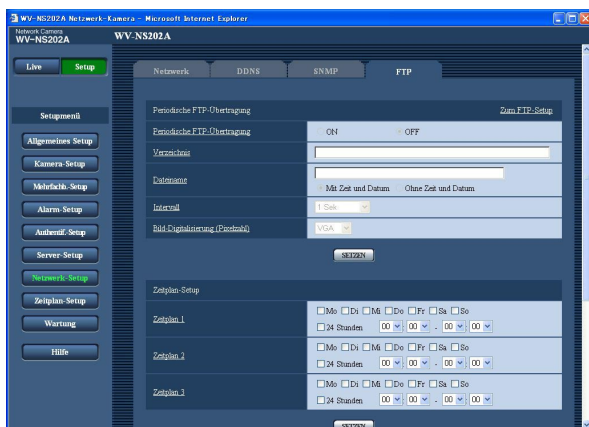 WV-NS202A Netzwerk-Kamera - Microsoft Internet Explorer
Network Camera
WV-NS202A
WV-NS202A
Live Setup
Netzwerk DDNS SNMP FTP
Setupmenü
Allgemeines Setup
Kamera-Setup
Mehrfachb.-Setup
Alarm-Setup
Authentif.-Setup
Server-Setup
Netzwerk-Setup
Zeitplan-Setup
Wartung
Hilfe
Periodische FTP-Übertragung Zum FTP-Setup
Periodische FTP-Übertragung ON OFF
Verzeichnis
Dateiname
Mit Zeit und Datum Ohne Zeit und Datum
Intervall 1 Sek
Bild-Digitalisierung (Pixelzahl) VGA
SETZEN
Zeitplan-Setup
Zeitplan 1
Mo Di Mi Do Fr Sa So
24 Stunden 00 : 00 - 00 : 00
Zeitplan 2
Mo Di Mi Do Fr Sa So
24 Stunden 00 : 00 - 00 : 00
Zeitplan 3
Mo Di Mi Do Fr Sa So
24 Stunden 00 : 00 - 00 : 00
SETZEN